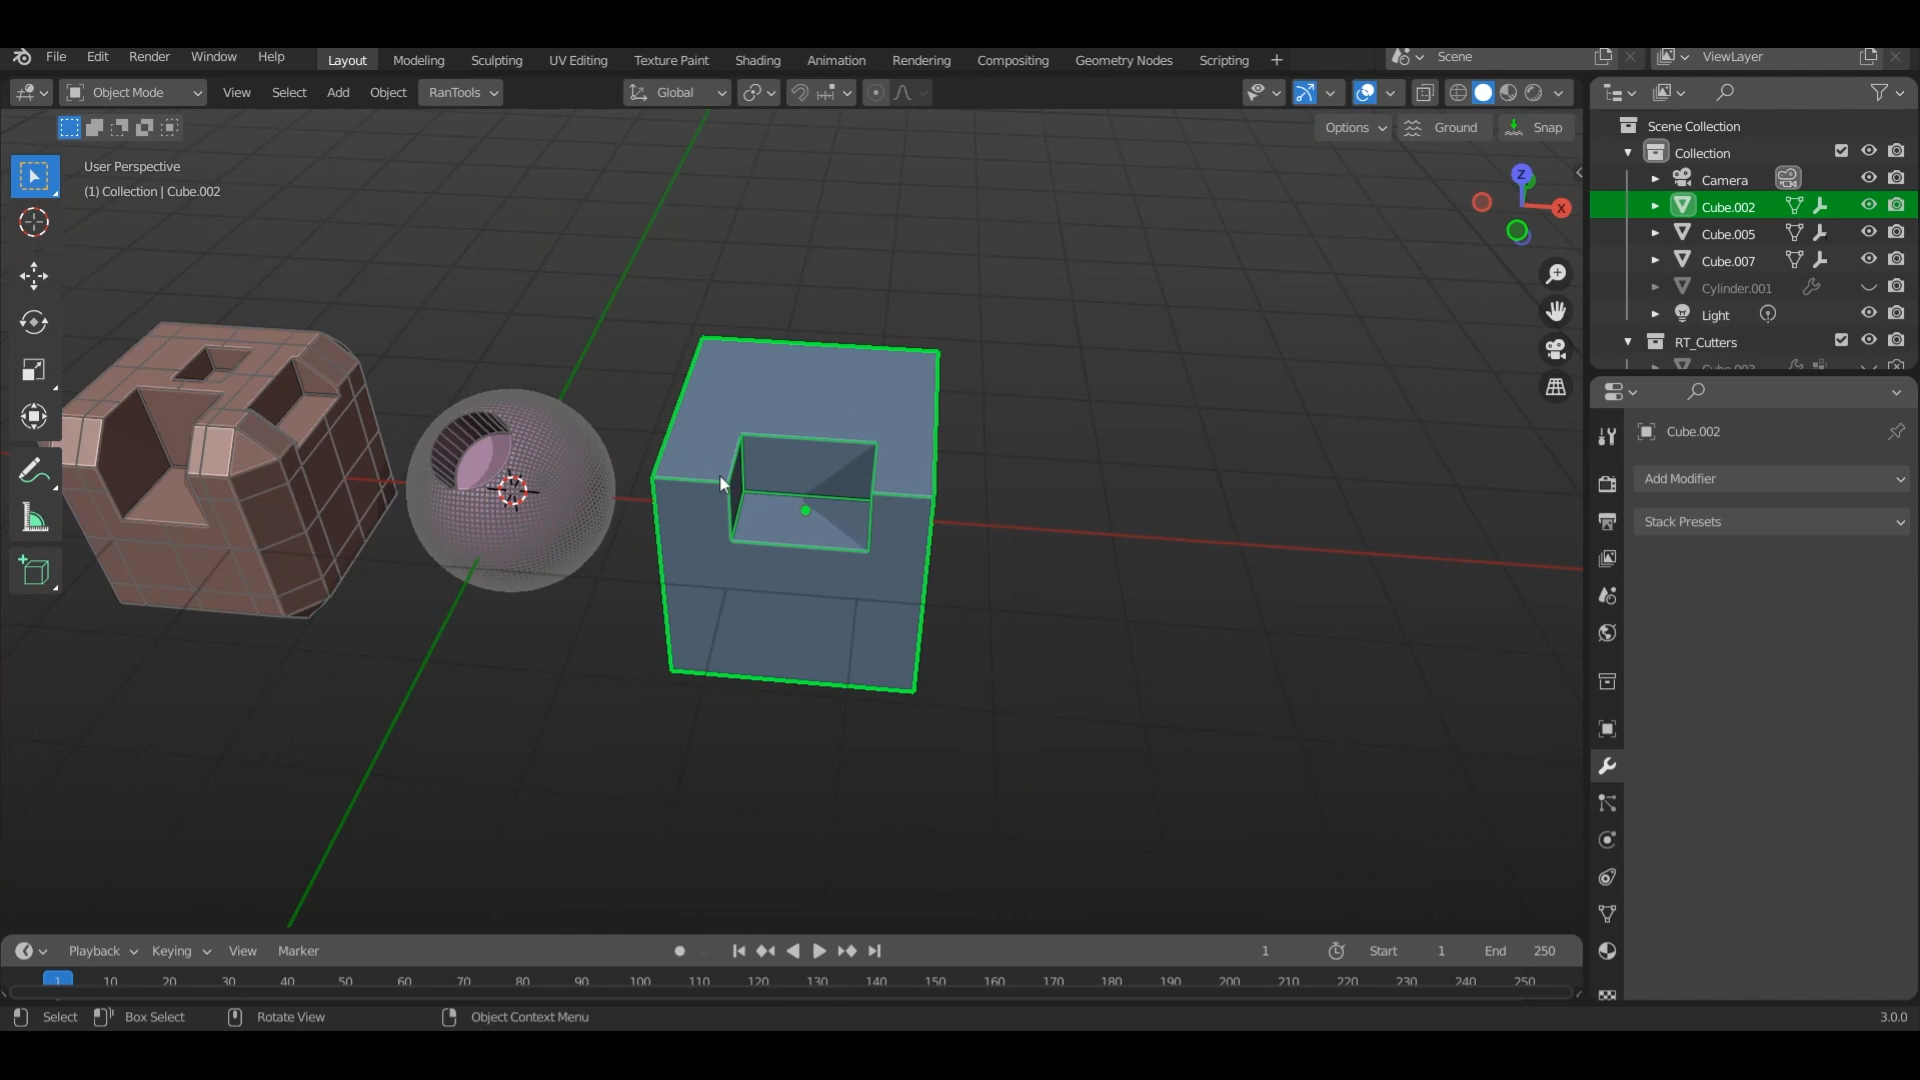 File Edit Render Window Help Layout Modeling Sculpting UV Editing Texture Paint Shading Animation Rendering Compositing Geometry Nodes Scripting + Scene ViewLayer
Object Mode View Select Add Object RanTools Global
Options Ground Snap
User Perspective
(1) Collection | Cube.002
Z
X
Scene Collection
Collection
Camera
Cube.002
Cube.005
Cube.007
Cylinder.001
Light
RT_Cutters
Cube.003
Cube.002
Add Modifier
Stack Presets
Playback Keying View Marker 1 Start 1 End 250
1 10 20 30 40 50 60 70 80 90 100 110 120 130 140 150 160 170 180 190 200 210 220 230 240 250
Select Box Select Rotate View Object Context Menu 3.0.0